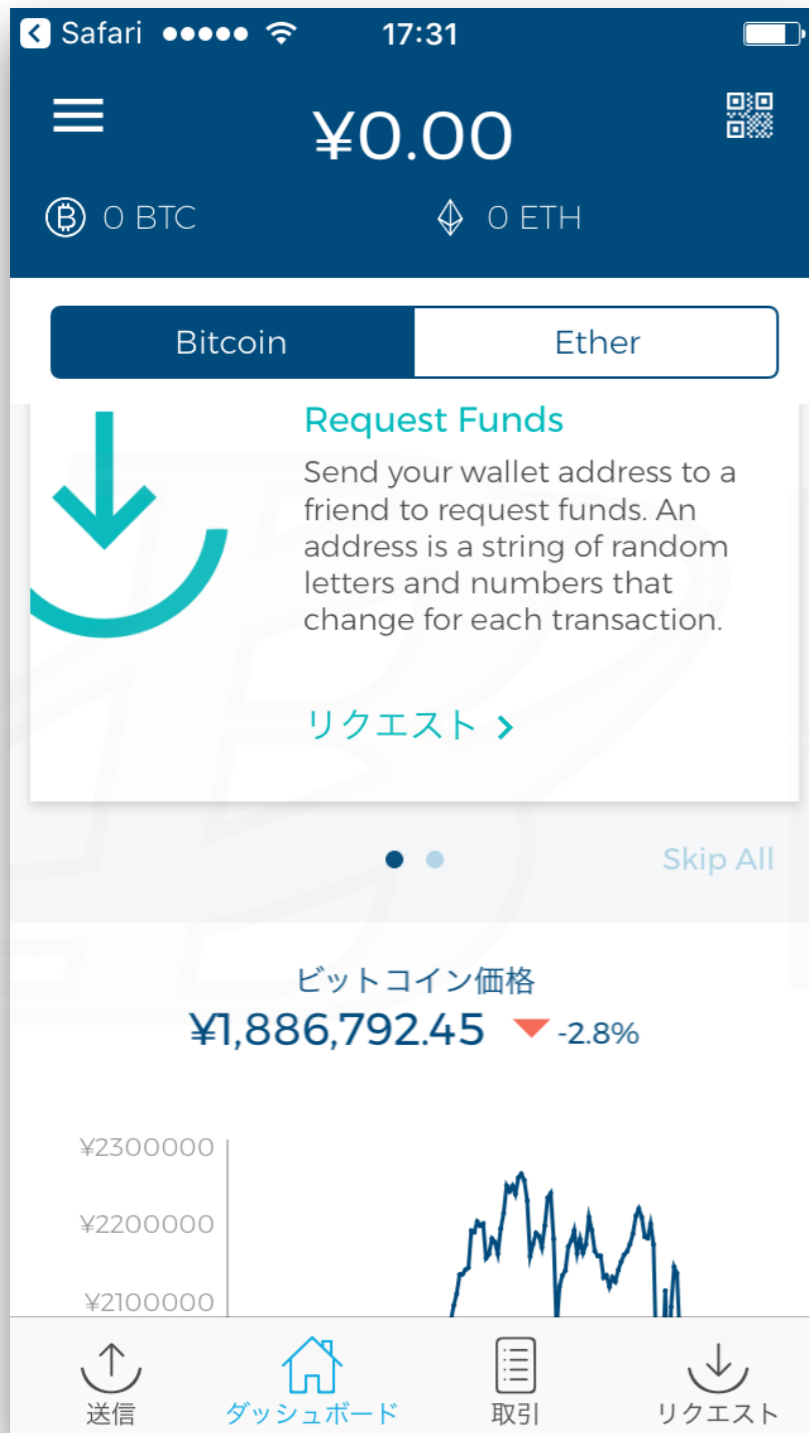 Safari 17:31
¥0.00
0 BTC 0 ETH
Bitcoin Ether
Request Funds
Send your wallet address to a
friend to request funds. An
address is a string of random
letters and numbers that
change for each transaction.
リクエスト >
Skip All
ビットコイン価格
¥1,886,792.45 -2.8%
¥2300000
¥2200000
¥2100000
送信 ダッシュボード 取引 リクエスト